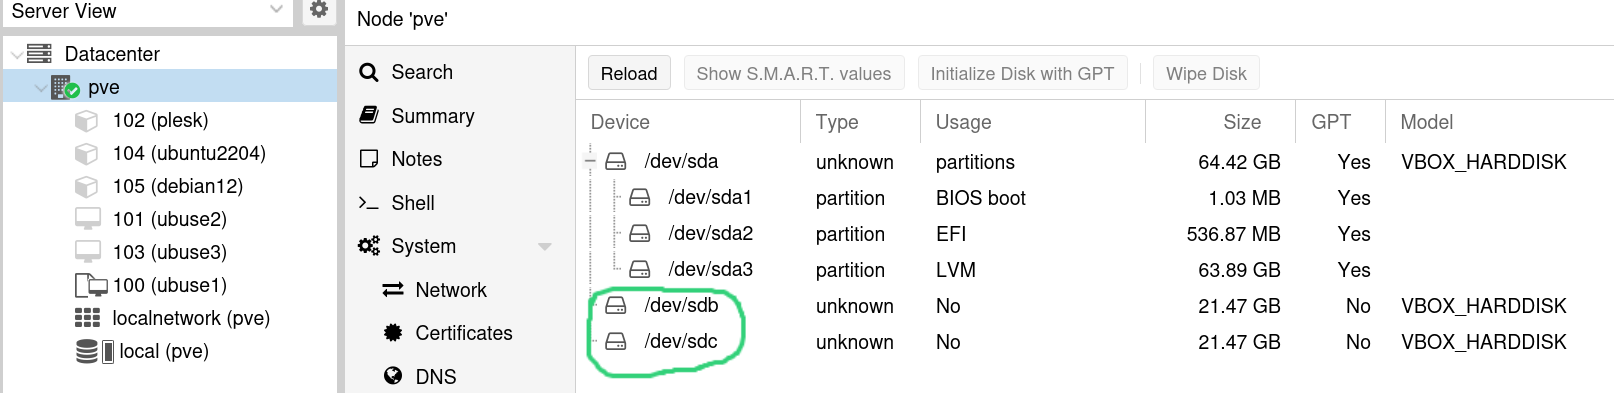 Server View
Node 'pve'
Datacenter
pve
102 (plesk)
104 (ubuntu2204)
105 (debian12)
101 (ubuse2)
103 (ubuse3)
100 (ubuse1)
localnetwork (pve)
local (pve)
Search
Summary
Notes
Shell
System
Network
Certificates
DNS
Reload Show S.M.A.R.T. values Initialize Disk with GPT Wipe Disk
Device Type Usage Size GPT Model
/dev/sda unknown partitions 64.42 GB Yes VBOX_HARDDISK
/dev/sda1 partition BIOS boot 1.03 MB Yes
/dev/sda2 partition EFI 536.87 MB Yes
/dev/sda3 partition LVM 63.89 GB Yes
/dev/sdb unknown No 21.47 GB No VBOX_HARDDISK
/dev/sdc unknown No 21.47 GB No VBOX_HARDDISK